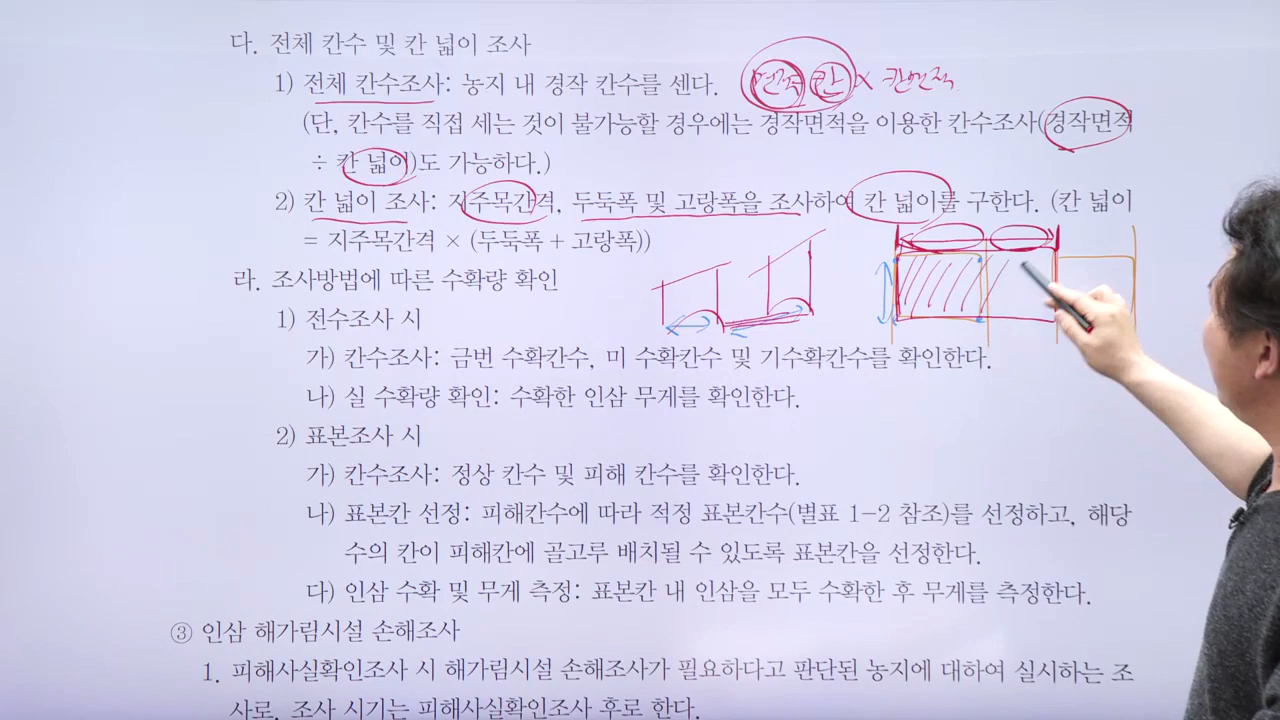 다. 전체 칸수 및 칸 넓이 조사
1) 전체 칸수조사: 농지 내 경작 칸수를 센다. 면적 칸 × 칸면적
(단, 칸수를 직접 세는 것이 불가능할 경우에는 경작면적을 이용한 칸수조사(경작면적
÷ 칸 넓이)도 가능하다.)
2) 칸 넓이 조사: 지주목간격, 두둑폭 및 고랑폭을 조사하여 칸 넓이를 구한다. (칸 넓이
= 지주목간격 × (두둑폭 + 고랑폭))
라. 조사방법에 따른 수확량 확인
1) 전수조사 시
가) 칸수조사: 금번 수확칸수, 미 수확칸수 및 기수확칸수를 확인한다.
나) 실 수확량 확인: 수확한 인삼 무게를 확인한다.
2) 표본조사 시
가) 칸수조사: 정상 칸수 및 피해 칸수를 확인한다.
나) 표본칸 선정: 피해칸수에 따라 적정 표본칸수(별표 1-2 참조)를 선정하고, 해당
수의 칸이 피해칸에 골고루 배치될 수 있도록 표본칸을 선정한다.
다) 인삼 수확 및 무게 측정: 표본칸 내 인삼을 모두 수확한 후 무게를 측정한다.
③ 인삼 해가림시설 손해조사
1. 피해사실확인조사 시 해가림시설 손해조사가 필요하다고 판단된 농지에 대하여 실시하는 조
사로, 조사 시기는 피해사실확인조사 후로 한다.